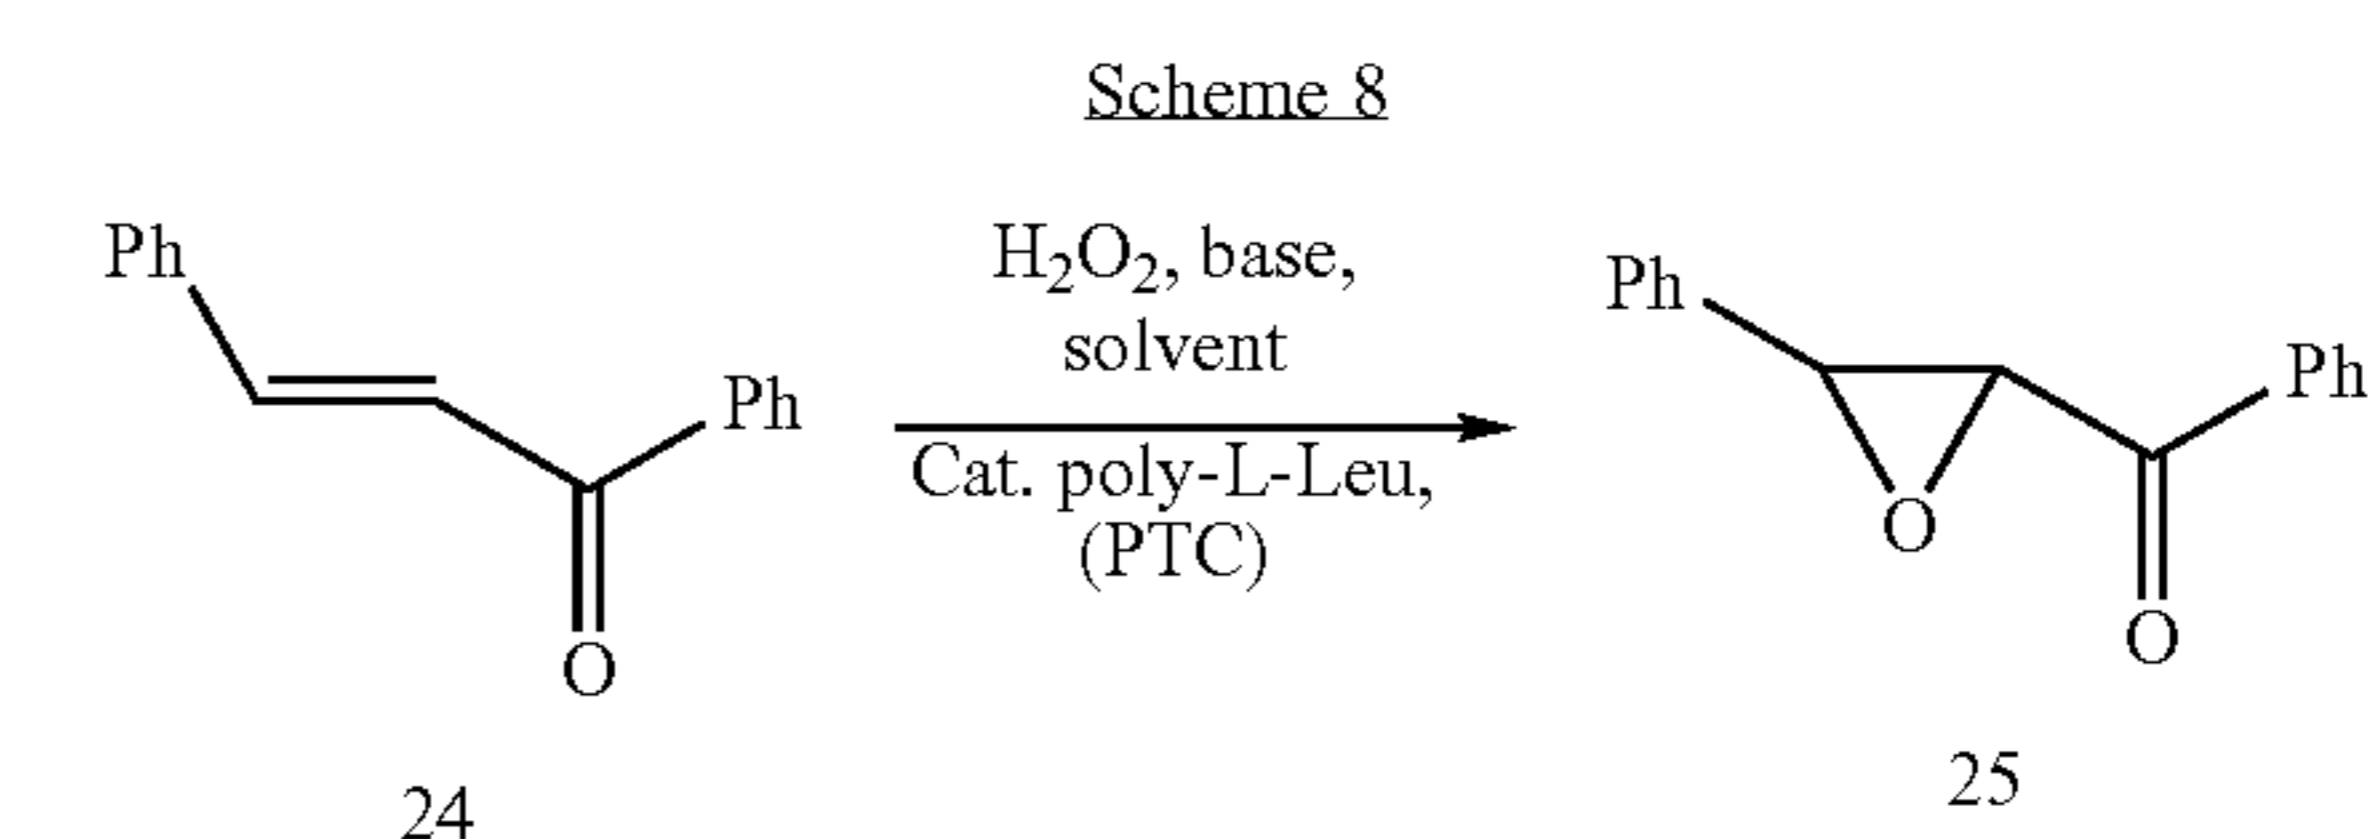 Scheme 8
Ph
H₂O₂, base,
Ph
solvent
Ph
Ph
Cat. poly-L-Leu,
(PTC)
O
O
O
24
25